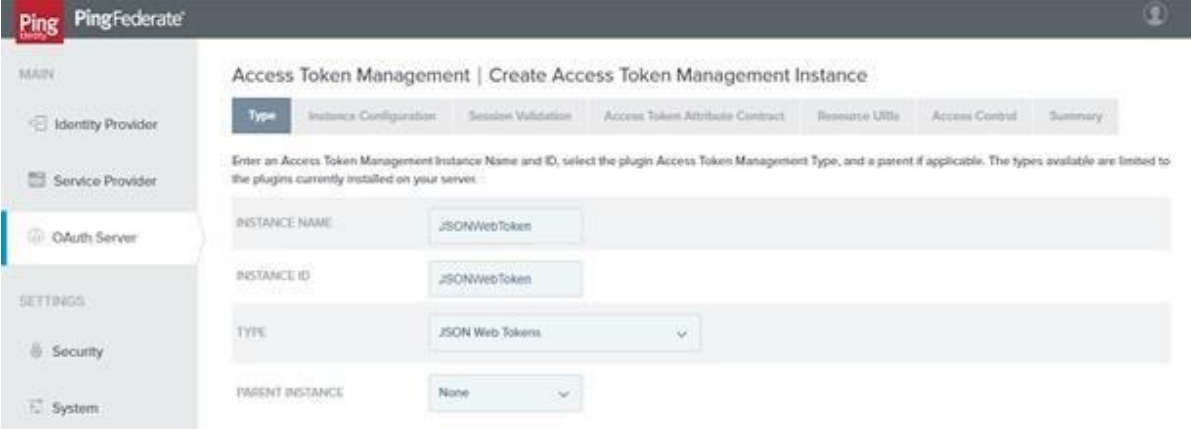 Ping
Identity
PingFederate®
MAIN
Identity Provider
Service Provider
OAuth Server
SETTINGS
Security
System
Access Token Management | Create Access Token Management Instance
Type Instance Configuration Session Validation Access Token Attribute Contract Resource URIs Access Control Summary
Enter an Access Token Management Instance Name and ID, select the plugin Access Token Management Type, and a parent if applicable. The types available are limited to
the plugins currently installed on your server.
INSTANCE NAME JSONWebToken
INSTANCE ID JSONWebToken
TYPE JSON Web Tokens
PARENT INSTANCE None